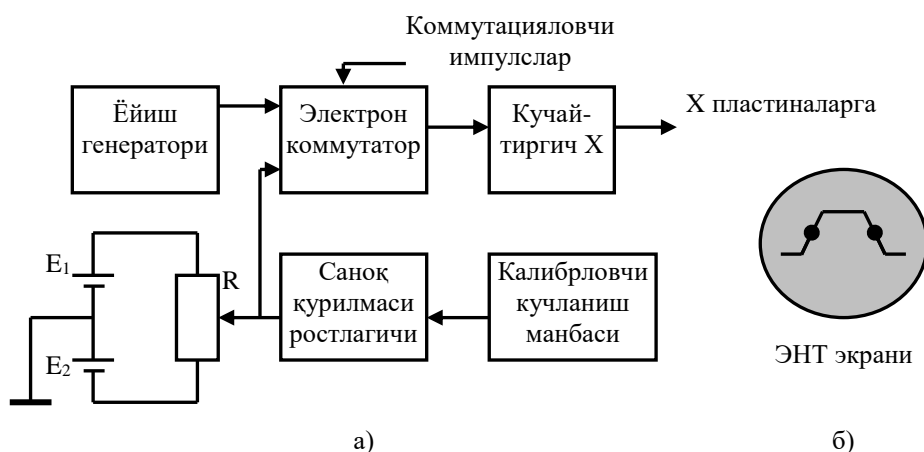 Коммутацияловчи
импулслар
Ёйиш
генератори
Электрон
коммутатор
Кучай-
тиргич X
X пластиналарга
E1
R
E2
Саноқ
қурилмаси
ростлагичи
Калибрловчи
кучланиш
манбаси
ЭНТ экрани
а)
б)